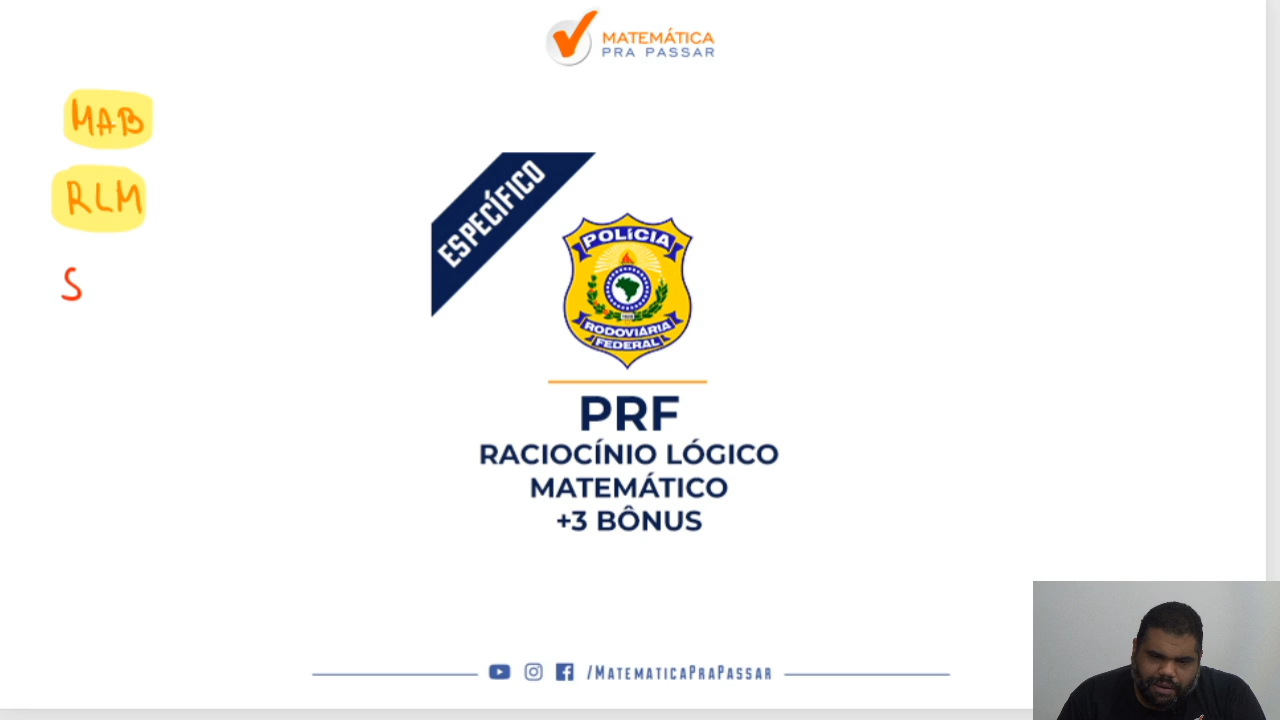 MATEMÁTICA
PRA PASSAR
MAB
RLM
S
ESPECÍFICO
POLÍCIA
RODOVIÁRIA
FEDERAL
PRF
RACIOCÍNIO LÓGICO
MATEMÁTICO
+3 BÔNUS
/MATEMATICAPRAPASSAR